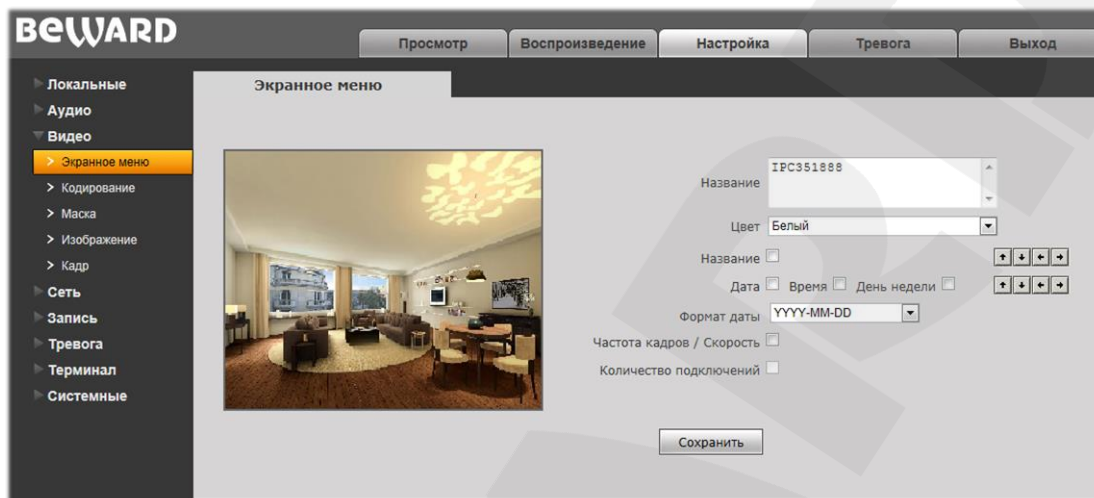 BEWARD
Просмотр
Воспроизведение
Настройка
Тревога
Выход
Локальные
Аудио
Видео
Экранное меню
Кодирование
Маска
Изображение
Кадр
Сеть
Запись
Тревога
Терминал
Системные
Экранное меню
Название IPC351888
Цвет Белый
Название
Дата Время День недели
Формат даты YYYY-MM-DD
Частота кадров / Скорость
Количество подключений
Сохранить